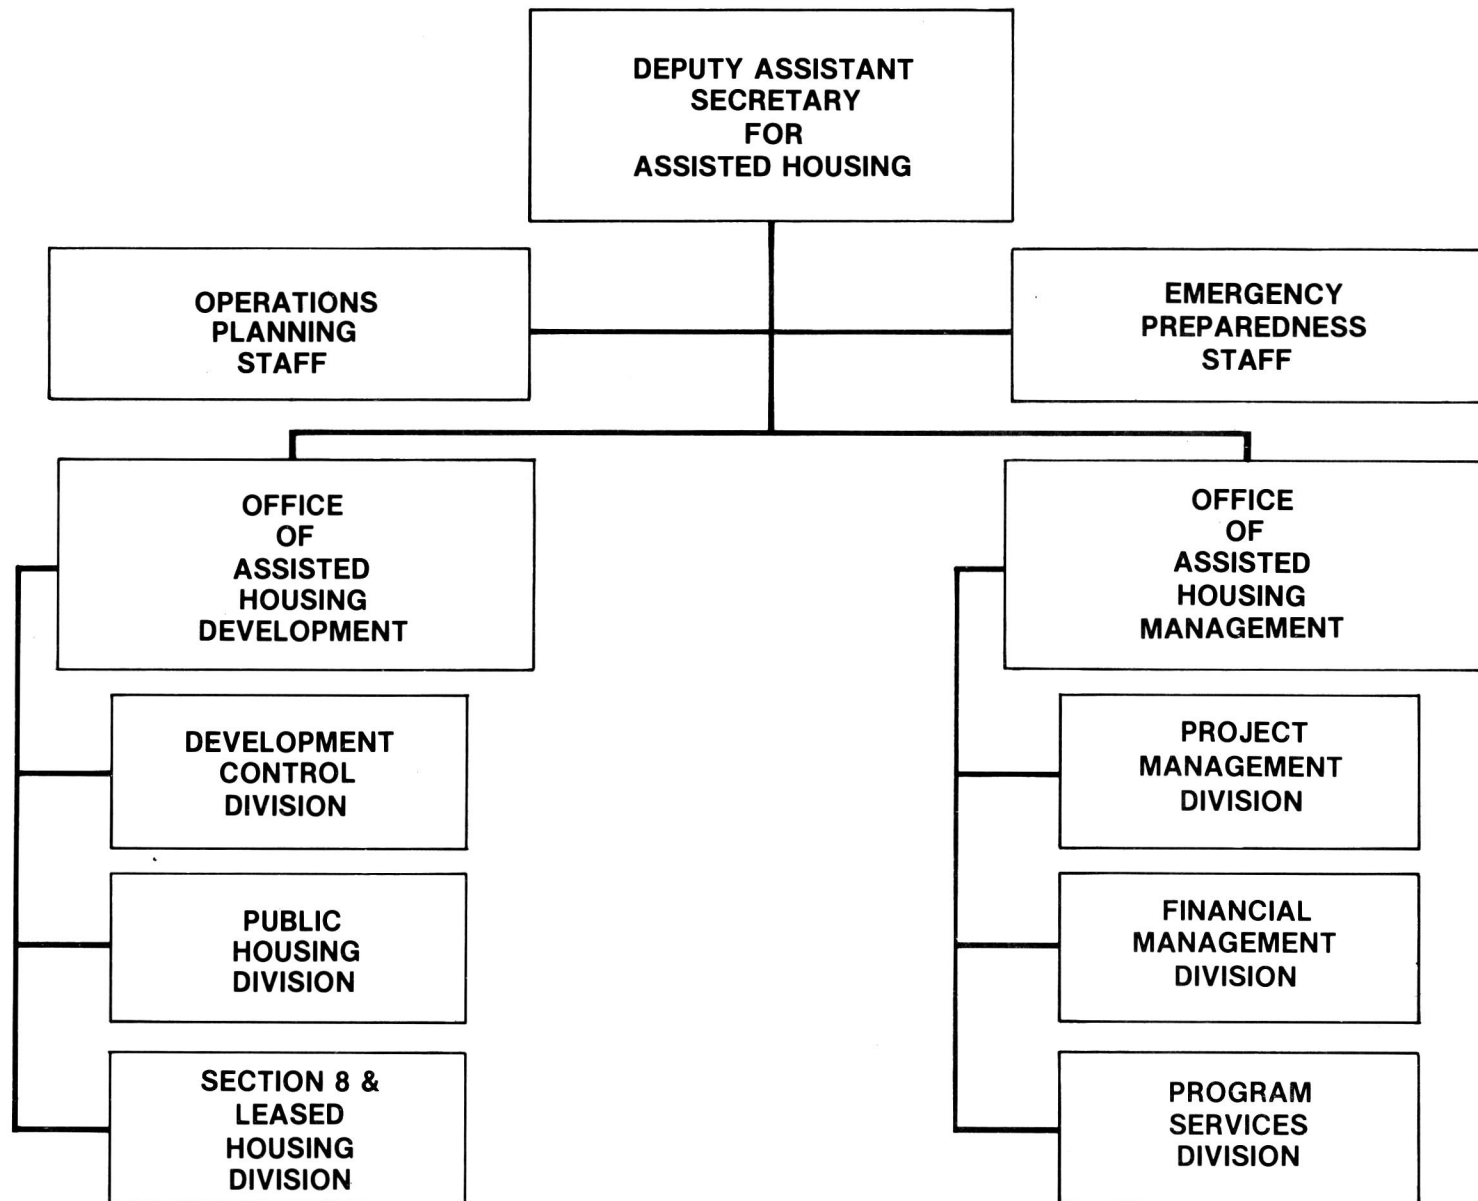 DEPUTY ASSISTANT
SECRETARY
FOR
ASSISTED HOUSING
OPERATIONS
PLANNING
STAFF
EMERGENCY
PREPAREDNESS
STAFF
OFFICE
OF
ASSISTED
HOUSING
DEVELOPMENT
DEVELOPMENT
CONTROL
DIVISION
PUBLIC
HOUSING
DIVISION
SECTION 8 &
LEASED
HOUSING
DIVISION
OFFICE
OF
ASSISTED
HOUSING
MANAGEMENT
PROJECT
MANAGEMENT
DIVISION
FINANCIAL
MANAGEMENT
DIVISION
PROGRAM
SERVICES
DIVISION